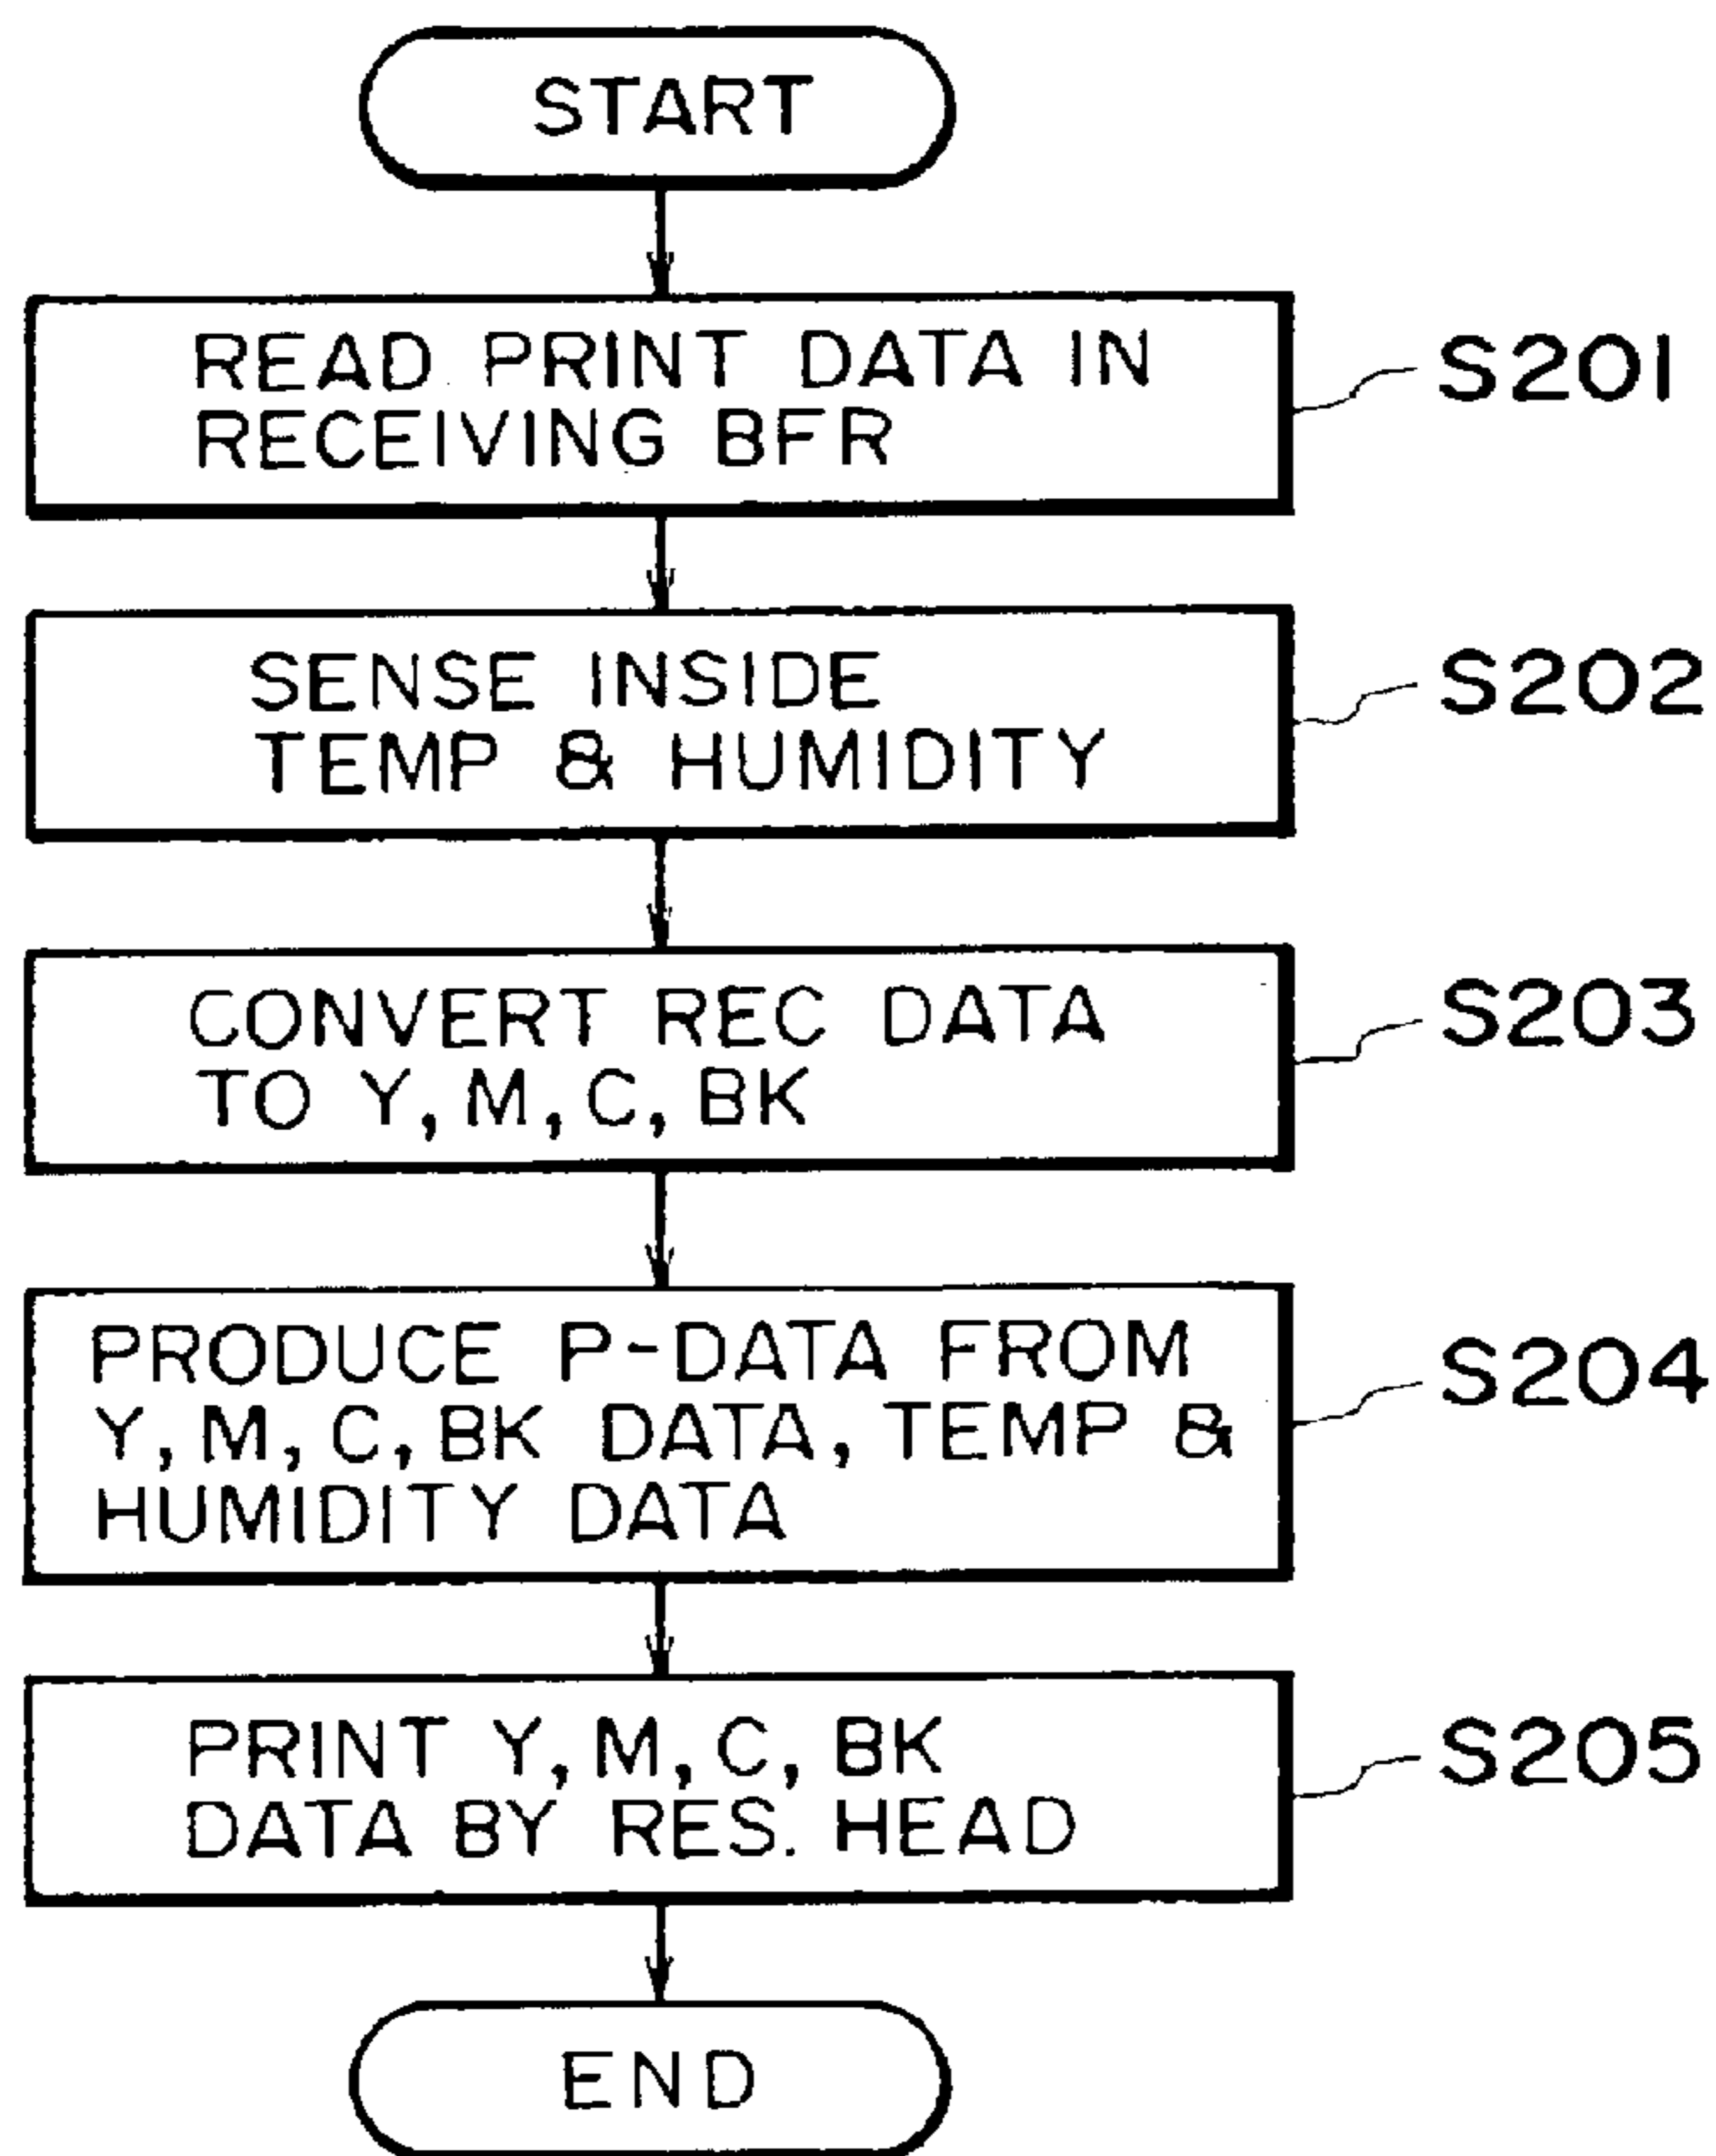 START
READ PRINT DATA IN
RECEIVING BFR
S201
SENSE INSIDE
TEMP & HUMIDITY
S202
CONVERT REC DATA
TO Y, M, C, BK
S203
PRODUCE P-DATA FROM
Y, M, C, BK DATA, TEMP &
HUMIDITY DATA
S204
PRINT Y, M, C, BK
DATA BY RES. HEAD
S205
END